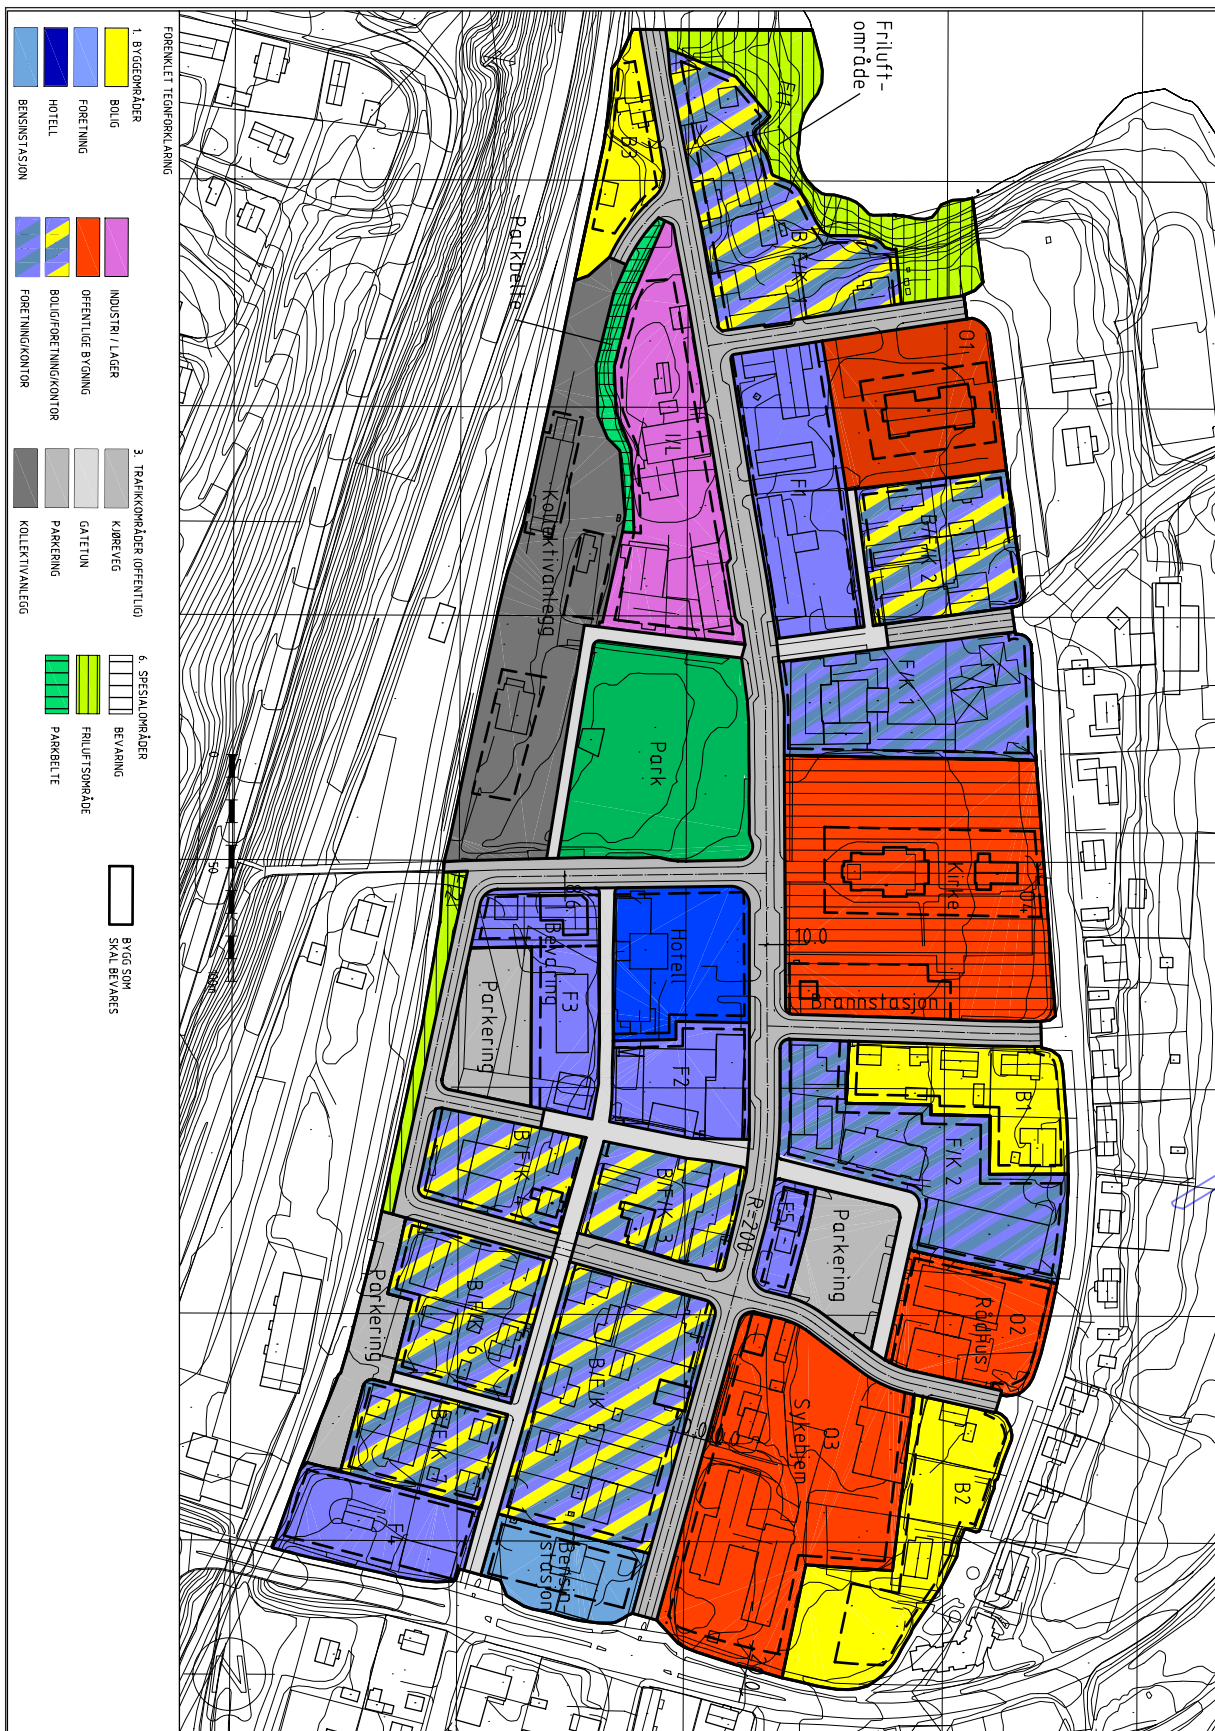 FORENKLET TEGNFORKLARING
1. BYGGEOMRÅDER
BOLIG
FORETNING
HOTELL
BENSINSTASJON
INDUSTRI / LAGER
OFFENTLIGE BYGNING
BOLIG/FORETNING/KONTOR
FORETNING/KONTOR
3. TRAFIKKOMRÅDER (OFFENTLIG)
KJØREVEG
GATETUN
PARKERING
KOLLEKTIVANLEGG
6. SPESIALOMRÅDER
BEVARING
FRILUFTSOMRÅDE
PARKBELTE
BYGG SOM
SKAL BEVARES
0
50
100m
Friluft-
område
B3
B/F/K 1
Parkbelte
O1
F1
I/L
B/F/K 2
Kollektivanlegg
F/K 1
Park
Kirke
O4
10.0
Brannstasjon
Hotell
Bevaring
F3
Parkering
F2
B1
F/K 2
B/F/K 4
B/F/K 3
R=200
F5
Parkering
O2
Rådhus
Parkering
B/F/K 6
B/F/K
O3
Sykehjem
B2
B/F/K 7
F4
Bensin-
stasjon